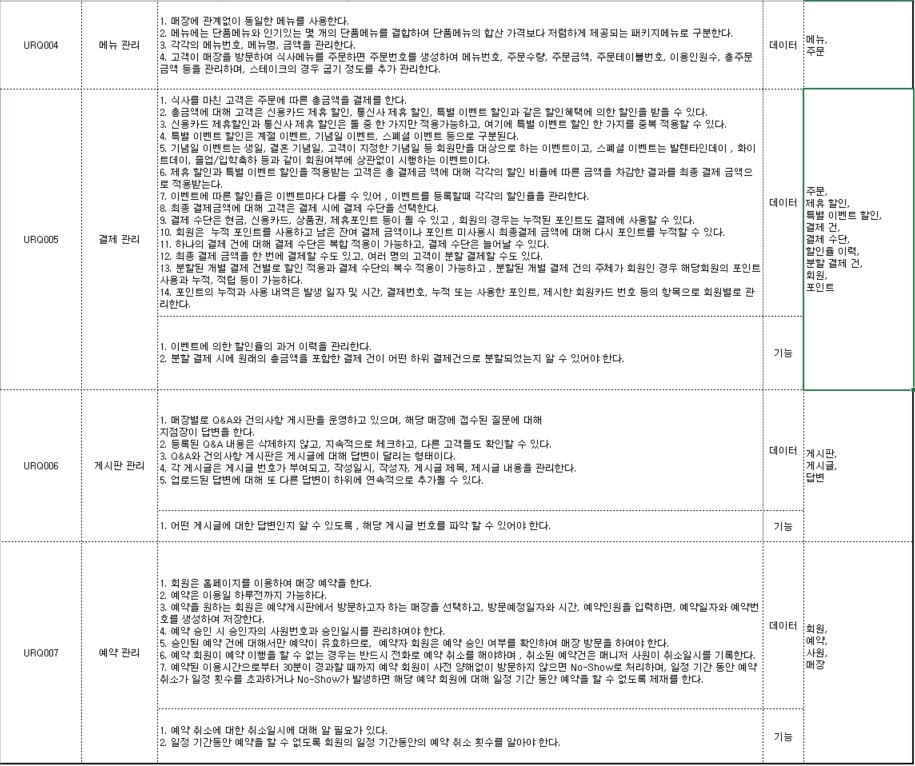 URQ004
메뉴 관리
1. 매장에 관계없이 동일한 메뉴를 사용한다.
2. 메뉴에는 단품메뉴와 인기있는 몇 개의 단품메뉴를 결합하여 단품메뉴의 합산 가격보다 저렴하게 제공되는 패키지메뉴로 구분한다.
3. 각각의 메뉴번호, 메뉴명, 금액을 관리한다.
4. 고객이 매장을 방문하여 식사메뉴를 주문하면 주문번호를 생성하여 메뉴번호, 주문수량, 주문금액, 주문테이블번호, 이용인원수, 총주문
금액 등을 관리하며, 스테이크의 경우 굽기 정도를 추가 관리한다.
데이터
메뉴,
주문
URQ005
결제 관리
1. 식사를 마친 고객은 주문에 따른 총금액을 결제를 한다.
2. 총금액에 대해 고객은 신용카드 제휴 할인, 통신사 제휴 할인, 특별 이벤트 할인과 같은 할인혜택에 의한 할인을 받을 수 있다.
3. 신용카드 제휴할인과 통신사 제휴 할인은 둘 중 한 가지만 적용가능하고, 여기에 특별 이벤트 할인 한 가지를 중복 적용할 수 있다.
4. 특별 이벤트 할인은 계절 이벤트, 기념일 이벤트, 스폐셜 이벤트 등으로 구분된다.
5. 기념일 이벤트는 생일, 결혼 기념일, 고객이 지정한 기념일 등 회원만을 대상으로 하는 이벤트이고, 스폐셜 이벤트는 발렌타인데이 , 화이
트데이, 졸업/입학축하 등과 같이 회원여부에 상관없이 시행하는 이벤트이다.
6. 제휴 할인과 특별 이벤트 할인을 적용받는 고객은 총 결제금 액에 대해 각각의 할인 비율에 따른 금액을 차감한 결과를 최종 결제 금액으
로 적용받는다.
7. 이벤트에 따른 할인율은 이벤트마다 다를 수 있어 , 이벤트를 등록할때 각각의 할인율을 관리한다.
8. 최종 결제금액에 대해 고객은 결제 시에 결제 수단을 선택한다.
9. 결제 수단은 현금, 신용카드, 상품권, 제휴포인트 등이 될 수 있고 , 회원의 경우는 누적된 포인트도 결제에 사용할 수 있다.
10. 회원은  누적 포인트를 사용하고 남은 잔여 결제 금액이나 포인트 미사용시 최종결제 금액에 대해 다시 포인트를 누적할 수 있다.
11. 하나의 결제 건에 대해 결제 수단은 복합 적용이 가능하고, 결제 수단은 늘어날 수 있다.
12. 최종 결제 금액을 한 번에 결제할 수도 있고, 여러 명의 고객이 분할 결제할 수도 있다.
13. 분할된 개별 결제 건별로 할인 적용과 결제 수단의 복수 적용이 가능하고 , 분할된 개별 결제 건의 주체가 회원인 경우 해당회원의 포인트
사용과 누적, 적립 등이 가능하다.
14. 포인트의 누적과 사용 내역은 발생 일자 및 시간, 결제번호, 누적 또는 사용한 포인트, 제시한 회원카드 번호 등의 항목으로 회원별로 관
리한다.
데이터
주문,
제휴 할인,
특별 이벤트 할인,
결제 건,
결제 수단,
할인율 이력,
분할 결제 건,
회원,
포인트
1. 이벤트에 의한 할인율의 과거 이력을 관리한다.
2. 분할 결제 시에 원래의 총금액을 포함한 결제 건이 어떤 하위 결제건으로 분할되었는지 알 수 있어야 한다.
기능
URQ006
게시판 관리
1. 매장별로 Q&A와 건의사항 게시판을 운영하고 있으며, 해당 매장에 접수된 질문에 대해
지점장이 답변을 한다.
2. 등록된 Q&A 내용은 삭제하지 않고, 지속적으로 체크하고, 다른 고객들도 확인할 수 있다.
3. Q&A와 건의사항 게시판은 게시글에 대해 답변이 달리는 형태이다.
4. 각 게시글은 게시글 번호가 부여되고, 작성일시, 작성자, 게시글 제목, 제시글 내용을 관리한다.
5. 업로드된 답변에 대해 또 다른 답변이 하위에 연속적으로 추가될 수 있다.
데이터
게시판,
게시글,
답변
1. 어떤 게시글에 대한 답변인지 알 수 있도록 , 해당 게시글 번호를 파악 할 수 있어야 한다.
기능
URQ007
예약 관리
1. 회원은 홈페이지를 이용하여 매장 예약을 한다.
2. 예약은 이용일 하루전까지 가능하다.
3. 예약을 원하는 회원은 예약게시판에서 방문하고자 하는 매장을 선택하고, 방문예정일자와 시간, 예약인원을 입력하면, 예약일자와 예약번
호를 생성하여 저장한다.
4. 예약 승인 시 승인자의 사원번호과 승인일시를 관리하여야 한다.
5. 승인된 예약 건에 대해서만 예약이 유효하므로,  예약자 회원은 예약 승인 여부를 확인하여 매장 방문을 하여야 한다.
6. 예약 회원이 예약 이행을 할 수 없는 경우는 반드시 전화로 예약 취소를 해야하며 , 취소된 예약건은 매니저 사원이 취소일시를 기록한다.
7. 예약된 이용시간으로부터 30분이 경과할 때까지 예약 회원이 사전 양해없이 방문하지 않으면 No-Show로 처리하며, 일정 기간 동안 예약
취소가 일정 횟수를 초과하거나 No-Show가 발생하면 해당 예약 회원에 대해 일정 기간 동안 예약을 할 수 없도록 제재를 한다.
데이터
회원,
예약,
사원,
매장
1. 예약 취소에 대한 취소일시에 대해 알 필요가 있다.
2. 일정 기간동안 예약을 할 수 없도록 회원의 일정 기간동안의 예약 취소 횟수를 알아야 한다.
기능